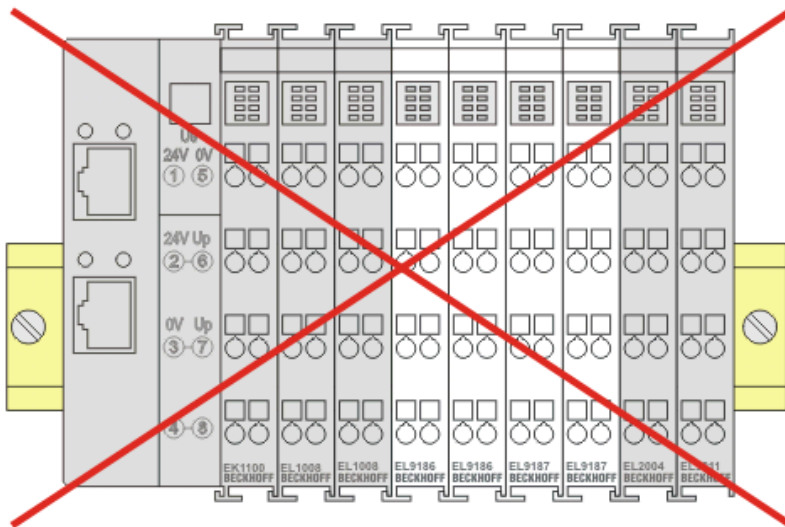 Us
24V 0V
1 5
24V Up
2 6
0V Up
3 7
4 8
EK1100 EL1008 EL1008 EL9186 EL9186 EL9187 EL9187 EL2004
BECKHOFF BECKHOFF BECKHOFF BECKHOFF BECKHOFF BECKHOFF BECKHOFF BECKHOFF BECKHOFF